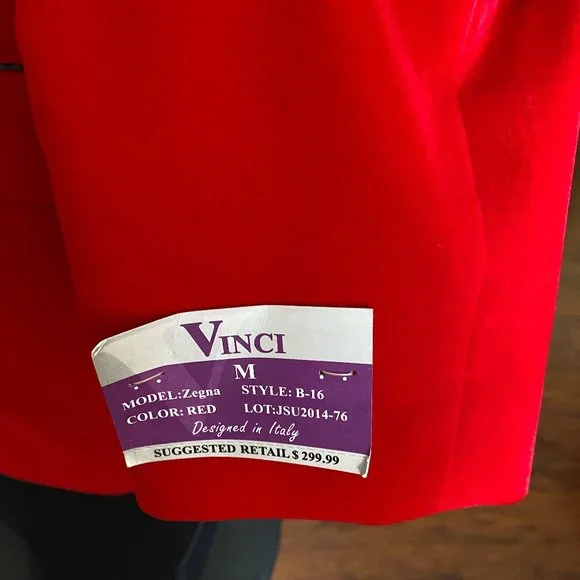 VINCI
M
MODEL:Zegna STYLE: B-16
COLOR: RED LOT:JSU2014-76
Designed in Italy
SUGGESTED RETAIL $ 299.99